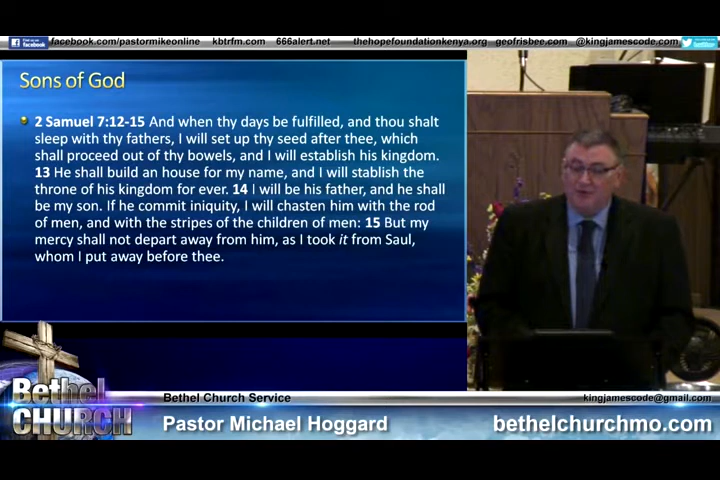 Find us on facebook
facebook.com/pastormikeonline kbtrfm.com 666alert.net thehopefoundationkenya.org geofrisbee.com @kingjamescode.com twitter
Sons of God
2 Samuel 7:12-15 And when thy days be fulfilled, and thou shalt
sleep with thy fathers, I will set up thy seed after thee, which
shall proceed out of thy bowels, and I will establish his kingdom.
13 He shall build an house for my name, and I will stablish the
throne of his kingdom for ever. 14 I will be his father, and he shall
be my son. If he commit iniquity, I will chasten him with the rod
of men, and with the stripes of the children of men: 15 But my
mercy shall not depart away from him, as I took it from Saul,
whom I put away before thee.
Bethel
CHURCH
Bethel Church Service
kingjamescode@gmail.com
Pastor Michael Hoggard
bethelchurchmo.com